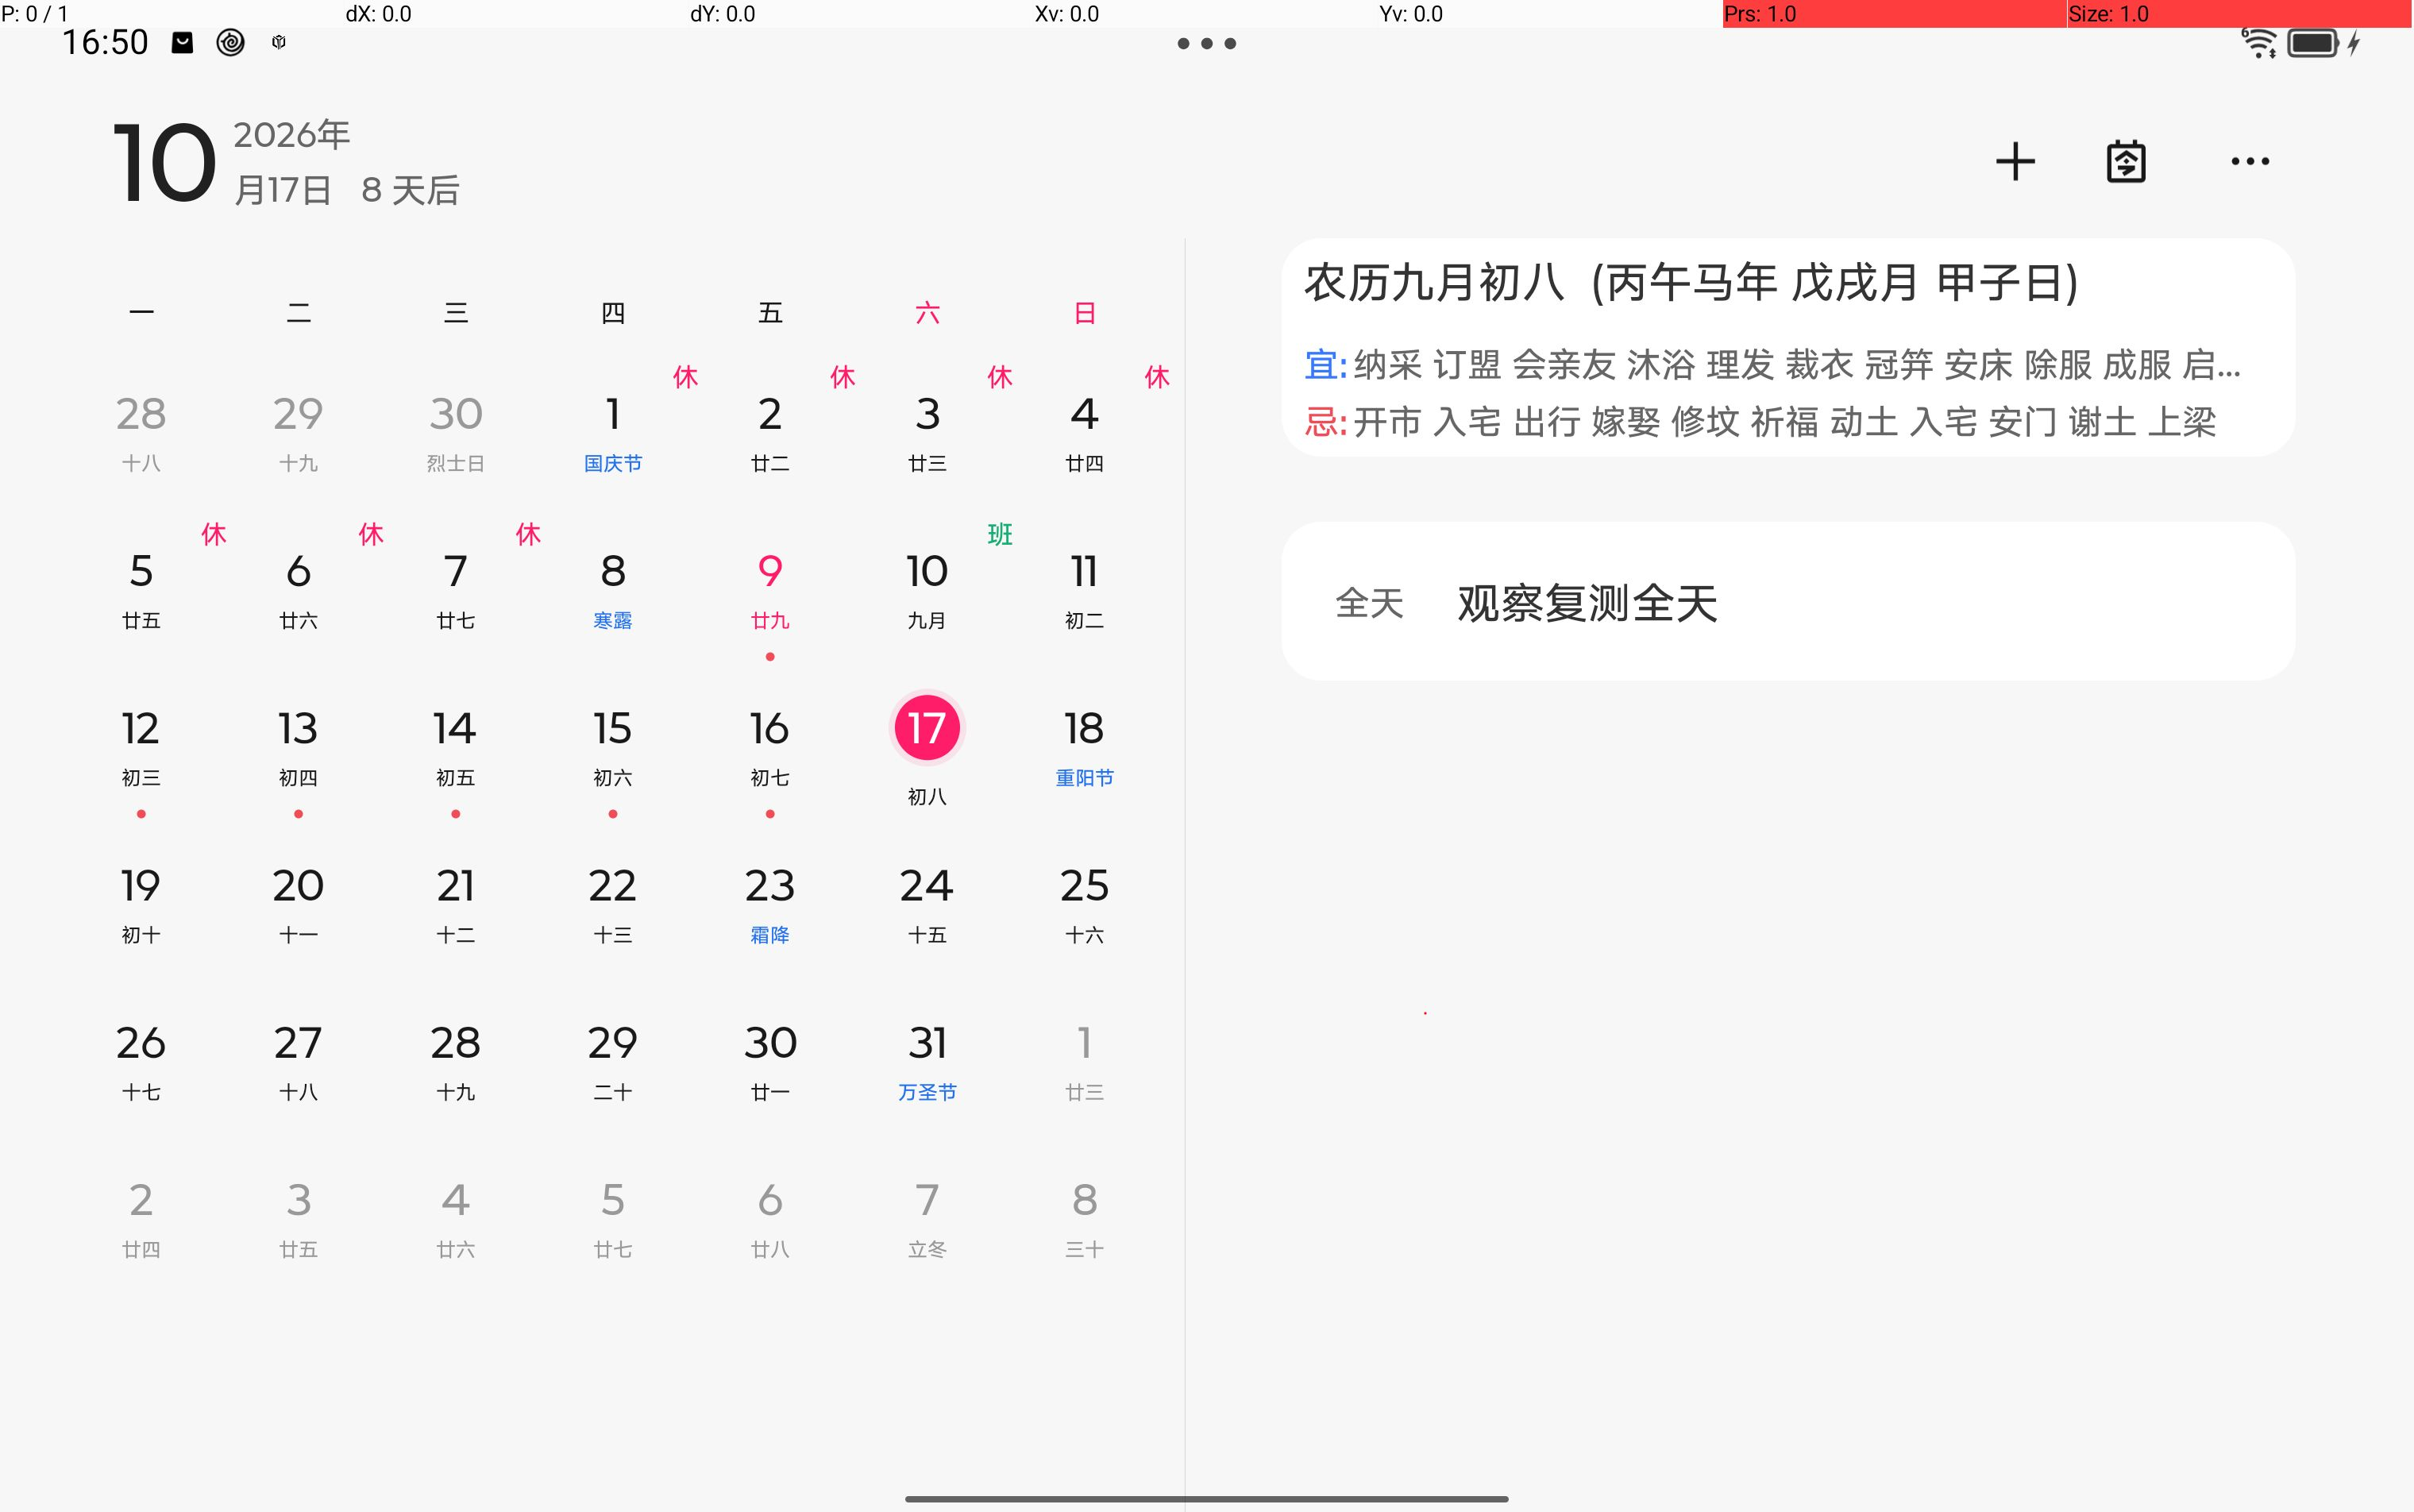 P: 0 / 1 dX: 0.0 dY: 0.0 Xv: 0.0 Yv: 0.0 Prs: 1.0 Size: 1.0
16:50
10 2026年
月17日 8 天后
一 二 三 四 五 六 日
休 休 休 休
28 29 30 1 2 3 4
十八 十九 烈士日 国庆节 廿二 廿三 廿四
休 休 休 班
5 6 7 8 9 10 11
廿五 廿六 廿七 寒露 廿九 九月 初二
12 13 14 15 16 17 18
初三 初四 初五 初六 初七 初八 重阳节
19 20 21 22 23 24 25
初十 十一 十二 十三 霜降 十五 十六
26 27 28 29 30 31 1
十七 十八 十九 二十 廿一 万圣节 廿三
2 3 4 5 6 7 8
廿四 廿五 廿六 廿七 廿八 立冬 三十
今
农历九月初八 (丙午马年 戊戌月 甲子日)
宜: 纳采 订盟 会亲友 沐浴 理发 裁衣 冠笄 安床 除服 成服 启...
忌: 开市 入宅 出行 嫁娶 修坟 祈福 动土 入宅 安门 谢土 上梁
全天 观察复测全天